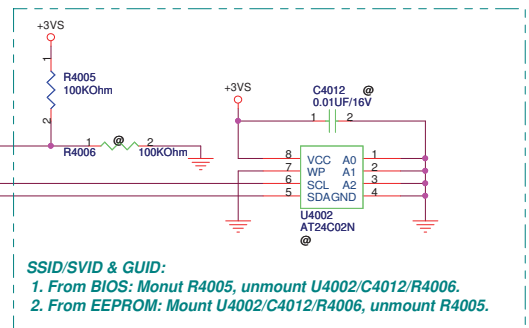 +3VS
1
R4005
100KOhm
2
1 @ 2
R4006 100KOhm
+3VS
C4012 @
0.01UF/16V
1 2
8 VCC A0 1
7 WP A1 2
6 SCL A2 3
5 SDAGND 4
U4002
AT24C02N
@
SSID/SVID & GUID:
1. From BIOS: Monut R4005, unmount U4002/C4012/R4006.
2. From EEPROM: Mount U4002/C4012/R4006, unmount R4005.